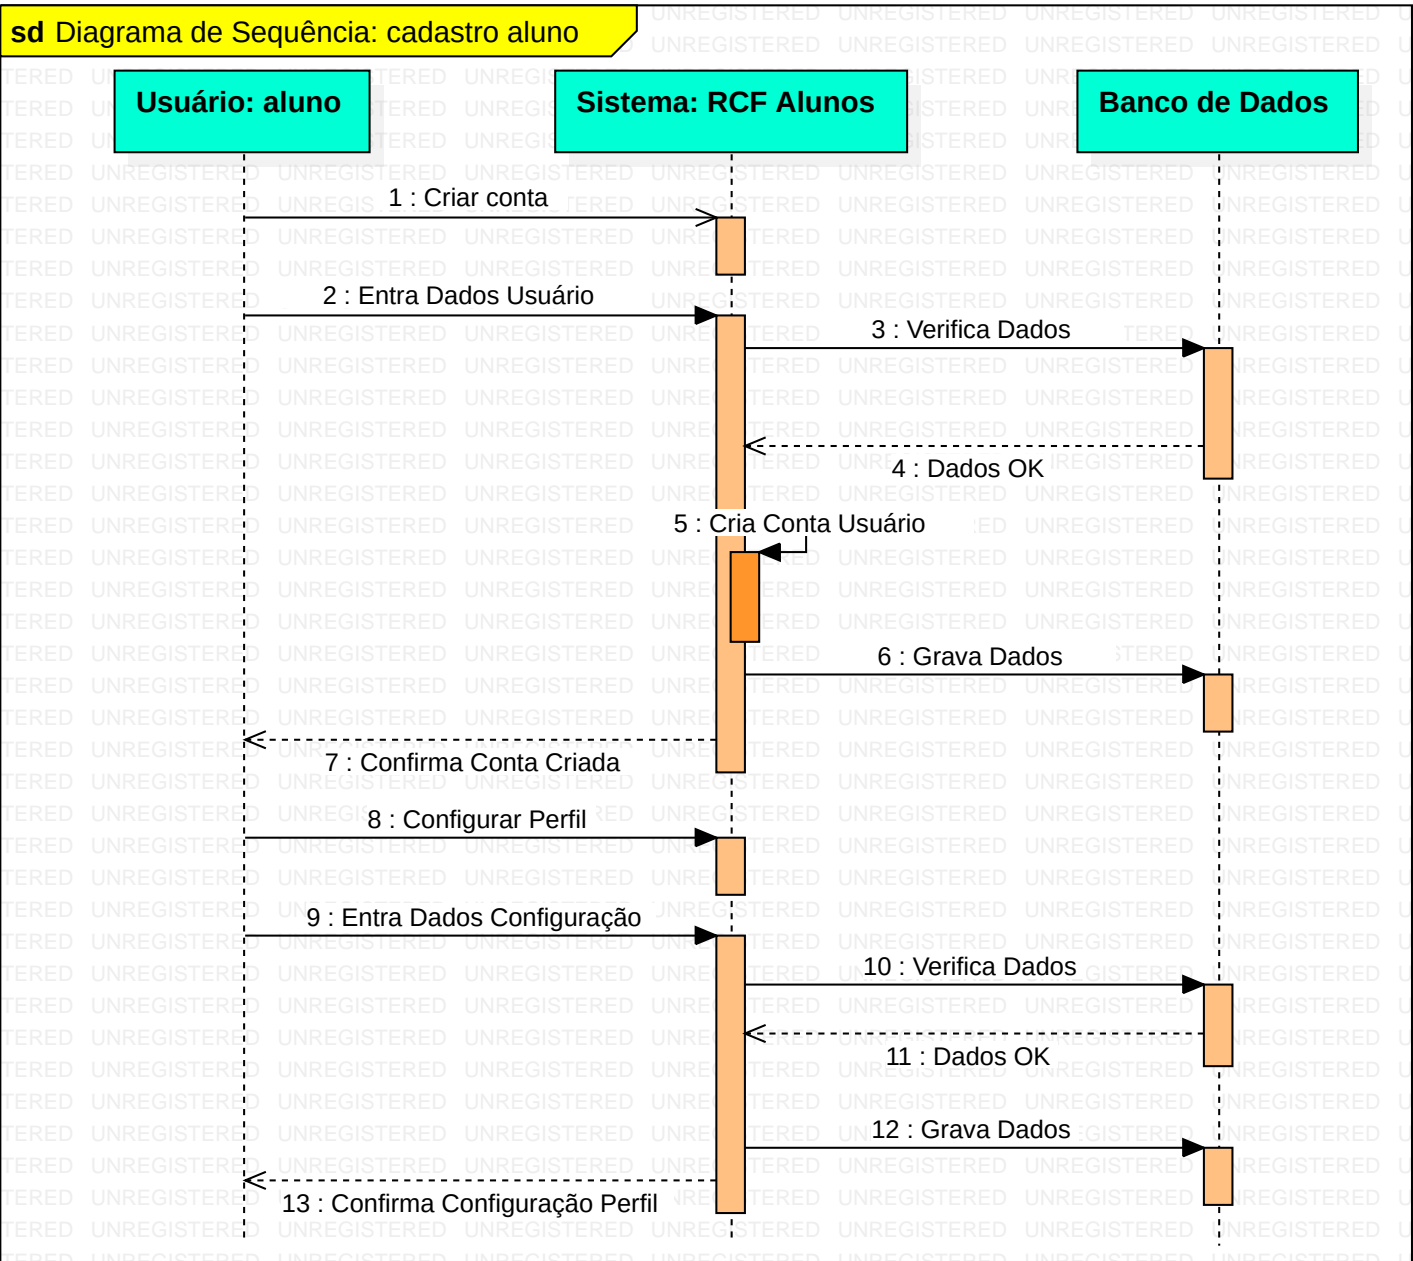 sd Diagrama de Sequência: cadastro aluno
Usuário: aluno
Sistema: RCF Alunos
Banco de Dados
1 : Criar conta
2 : Entra Dados Usuário
3 : Verifica Dados
4 : Dados OK
5 : Cria Conta Usuário
6 : Grava Dados
7 : Confirma Conta Criada
8 : Configurar Perfil
9 : Entra Dados Configuração
10 : Verifica Dados
11 : Dados OK
12 : Grava Dados
13 : Confirma Configuração Perfil
UNREGISTERED